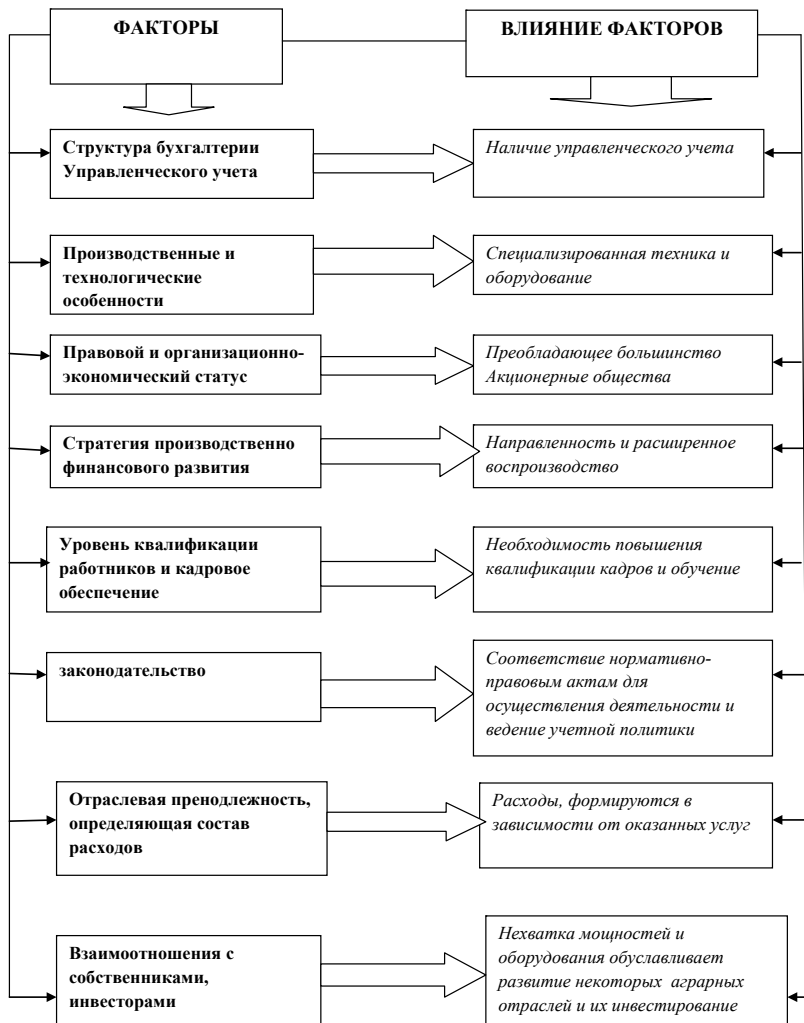 ФАКТОРЫ
ВЛИЯНИЕ ФАКТОРОВ
Структура бухгалтерии
Управленческого учета
Наличие управленческого учета
Производственные и
технологические
особенности
Специализированная техника и
оборудование
Правовой и организационно-
экономический статус
Преобладающее большинство
Акционерные общества
Стратегия производственно
финансового развития
Направленность и расширенное
воспроизводство
Уровень квалификации
работников и кадровое
обеспечение
Необходимость повышения
квалификации кадров и обучение
законодательство
Соответствие нормативно-
правовым актам для
осуществления деятельности и
ведение учетной политики
Отраслевая пренодлежность,
определяющая состав
расходов
Расходы, формируются в
зависимости от оказанных услуг
Взаимоотношения с
собственниками,
инвесторами
Нехватка мощностей и
оборудования обуславливает
развитие некоторых аграрных
отраслей и их инвестирование